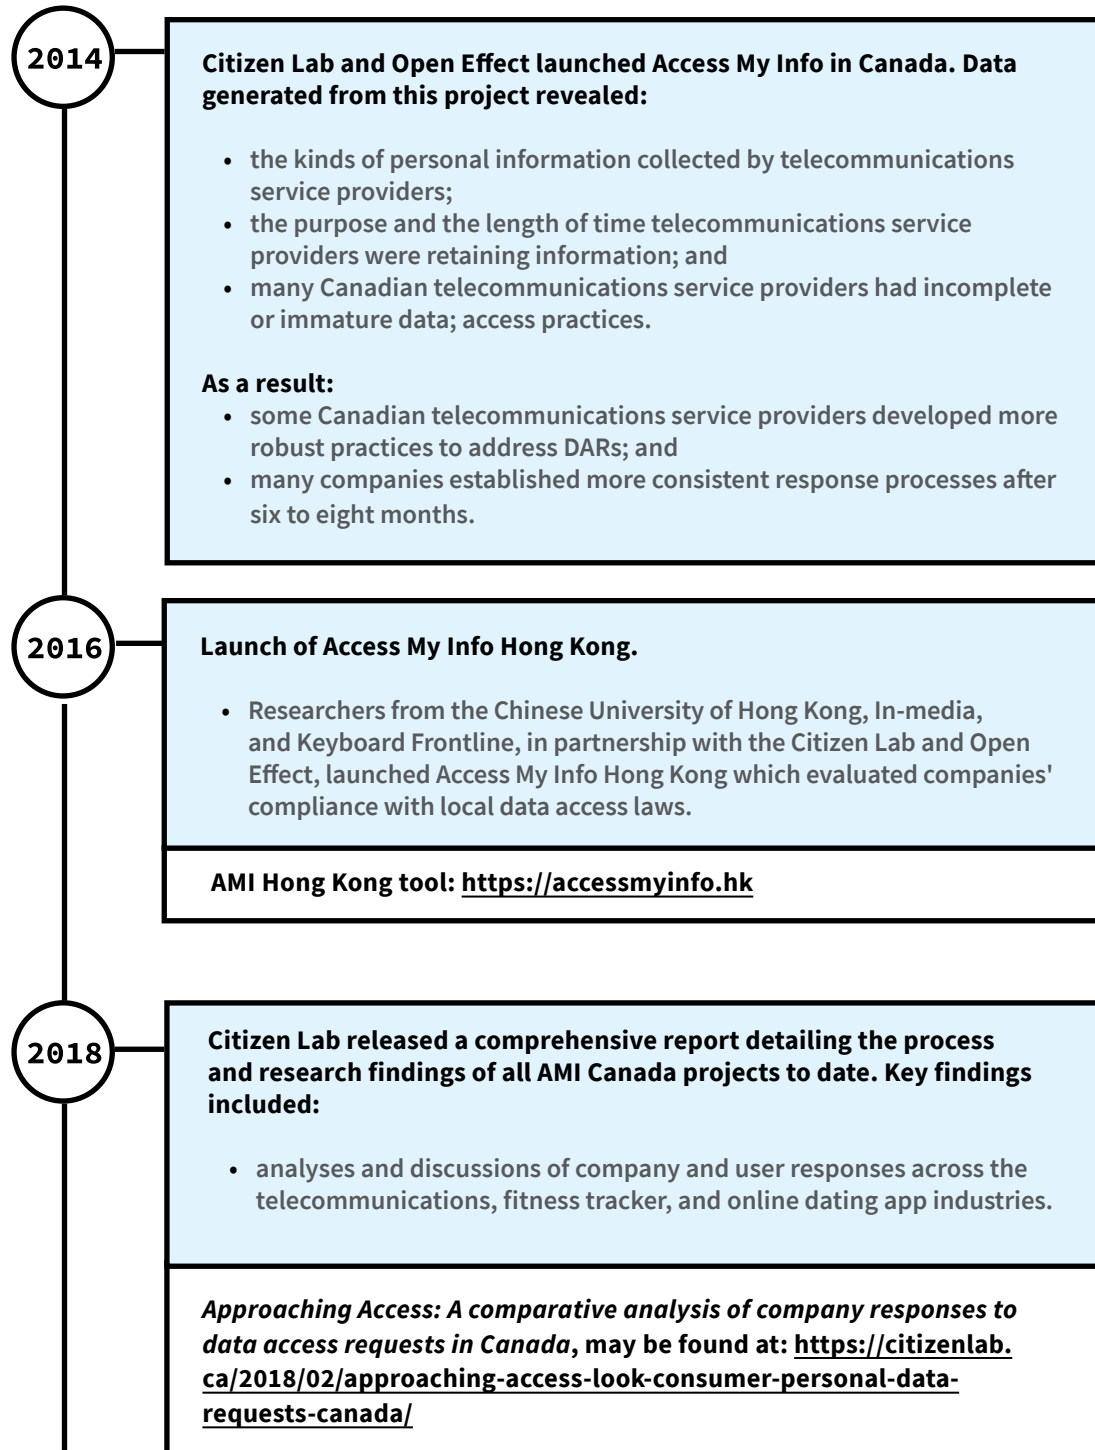 2014
Citizen Lab and Open Effect launched Access My Info in Canada. Data
generated from this project revealed:
• the kinds of personal information collected by telecommunications
service providers;
• the purpose and the length of time telecommunications service
providers were retaining information; and
• many Canadian telecommunications service providers had incomplete
or immature data; access practices.
As a result:
• some Canadian telecommunications service providers developed more
robust practices to address DARs; and
• many companies established more consistent response processes after
six to eight months.
2016
Launch of Access My Info Hong Kong.
• Researchers from the Chinese University of Hong Kong, In-media,
and Keyboard Frontline, in partnership with the Citizen Lab and Open
Effect, launched Access My Info Hong Kong which evaluated companies'
compliance with local data access laws.
AMI Hong Kong tool: https://accessmyinfo.hk
2018
Citizen Lab released a comprehensive report detailing the process
and research findings of all AMI Canada projects to date. Key findings
included:
• analyses and discussions of company and user responses across the
telecommunications, fitness tracker, and online dating app industries.
Approaching Access: A comparative analysis of company responses to
data access requests in Canada, may be found at: https://citizenlab.
ca/2018/02/approaching-access-look-consumer-personal-data-
requests-canada/